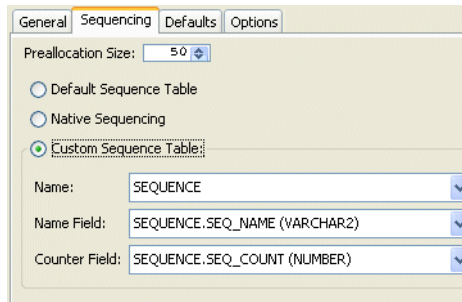 General Sequencing Defaults Options
Preallocation Size: 50
Default Sequence Table
Native Sequencing
Custom Sequence Table:
Name: SEQUENCE
Name Field: SEQUENCE.SEQ_NAME (VARCHAR2)
Counter Field: SEQUENCE.SEQ_COUNT (NUMBER)